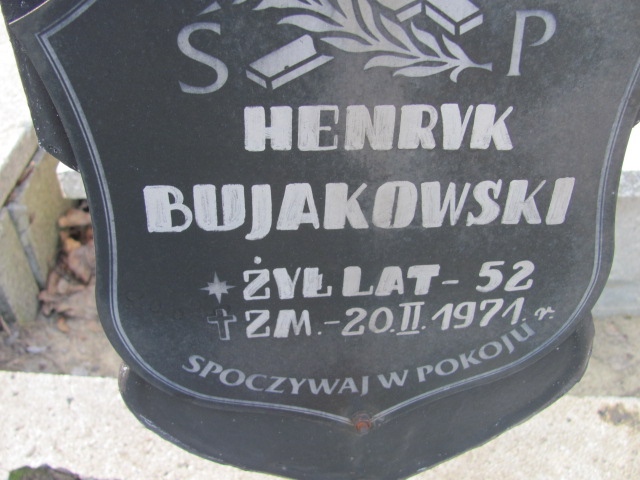 Ś P
HENRYK
BUJAKOWSKI
ŻYŁ LAT - 52
ZM. - 20.II.1971. r.
SPOCZYWAJ W POKOJU